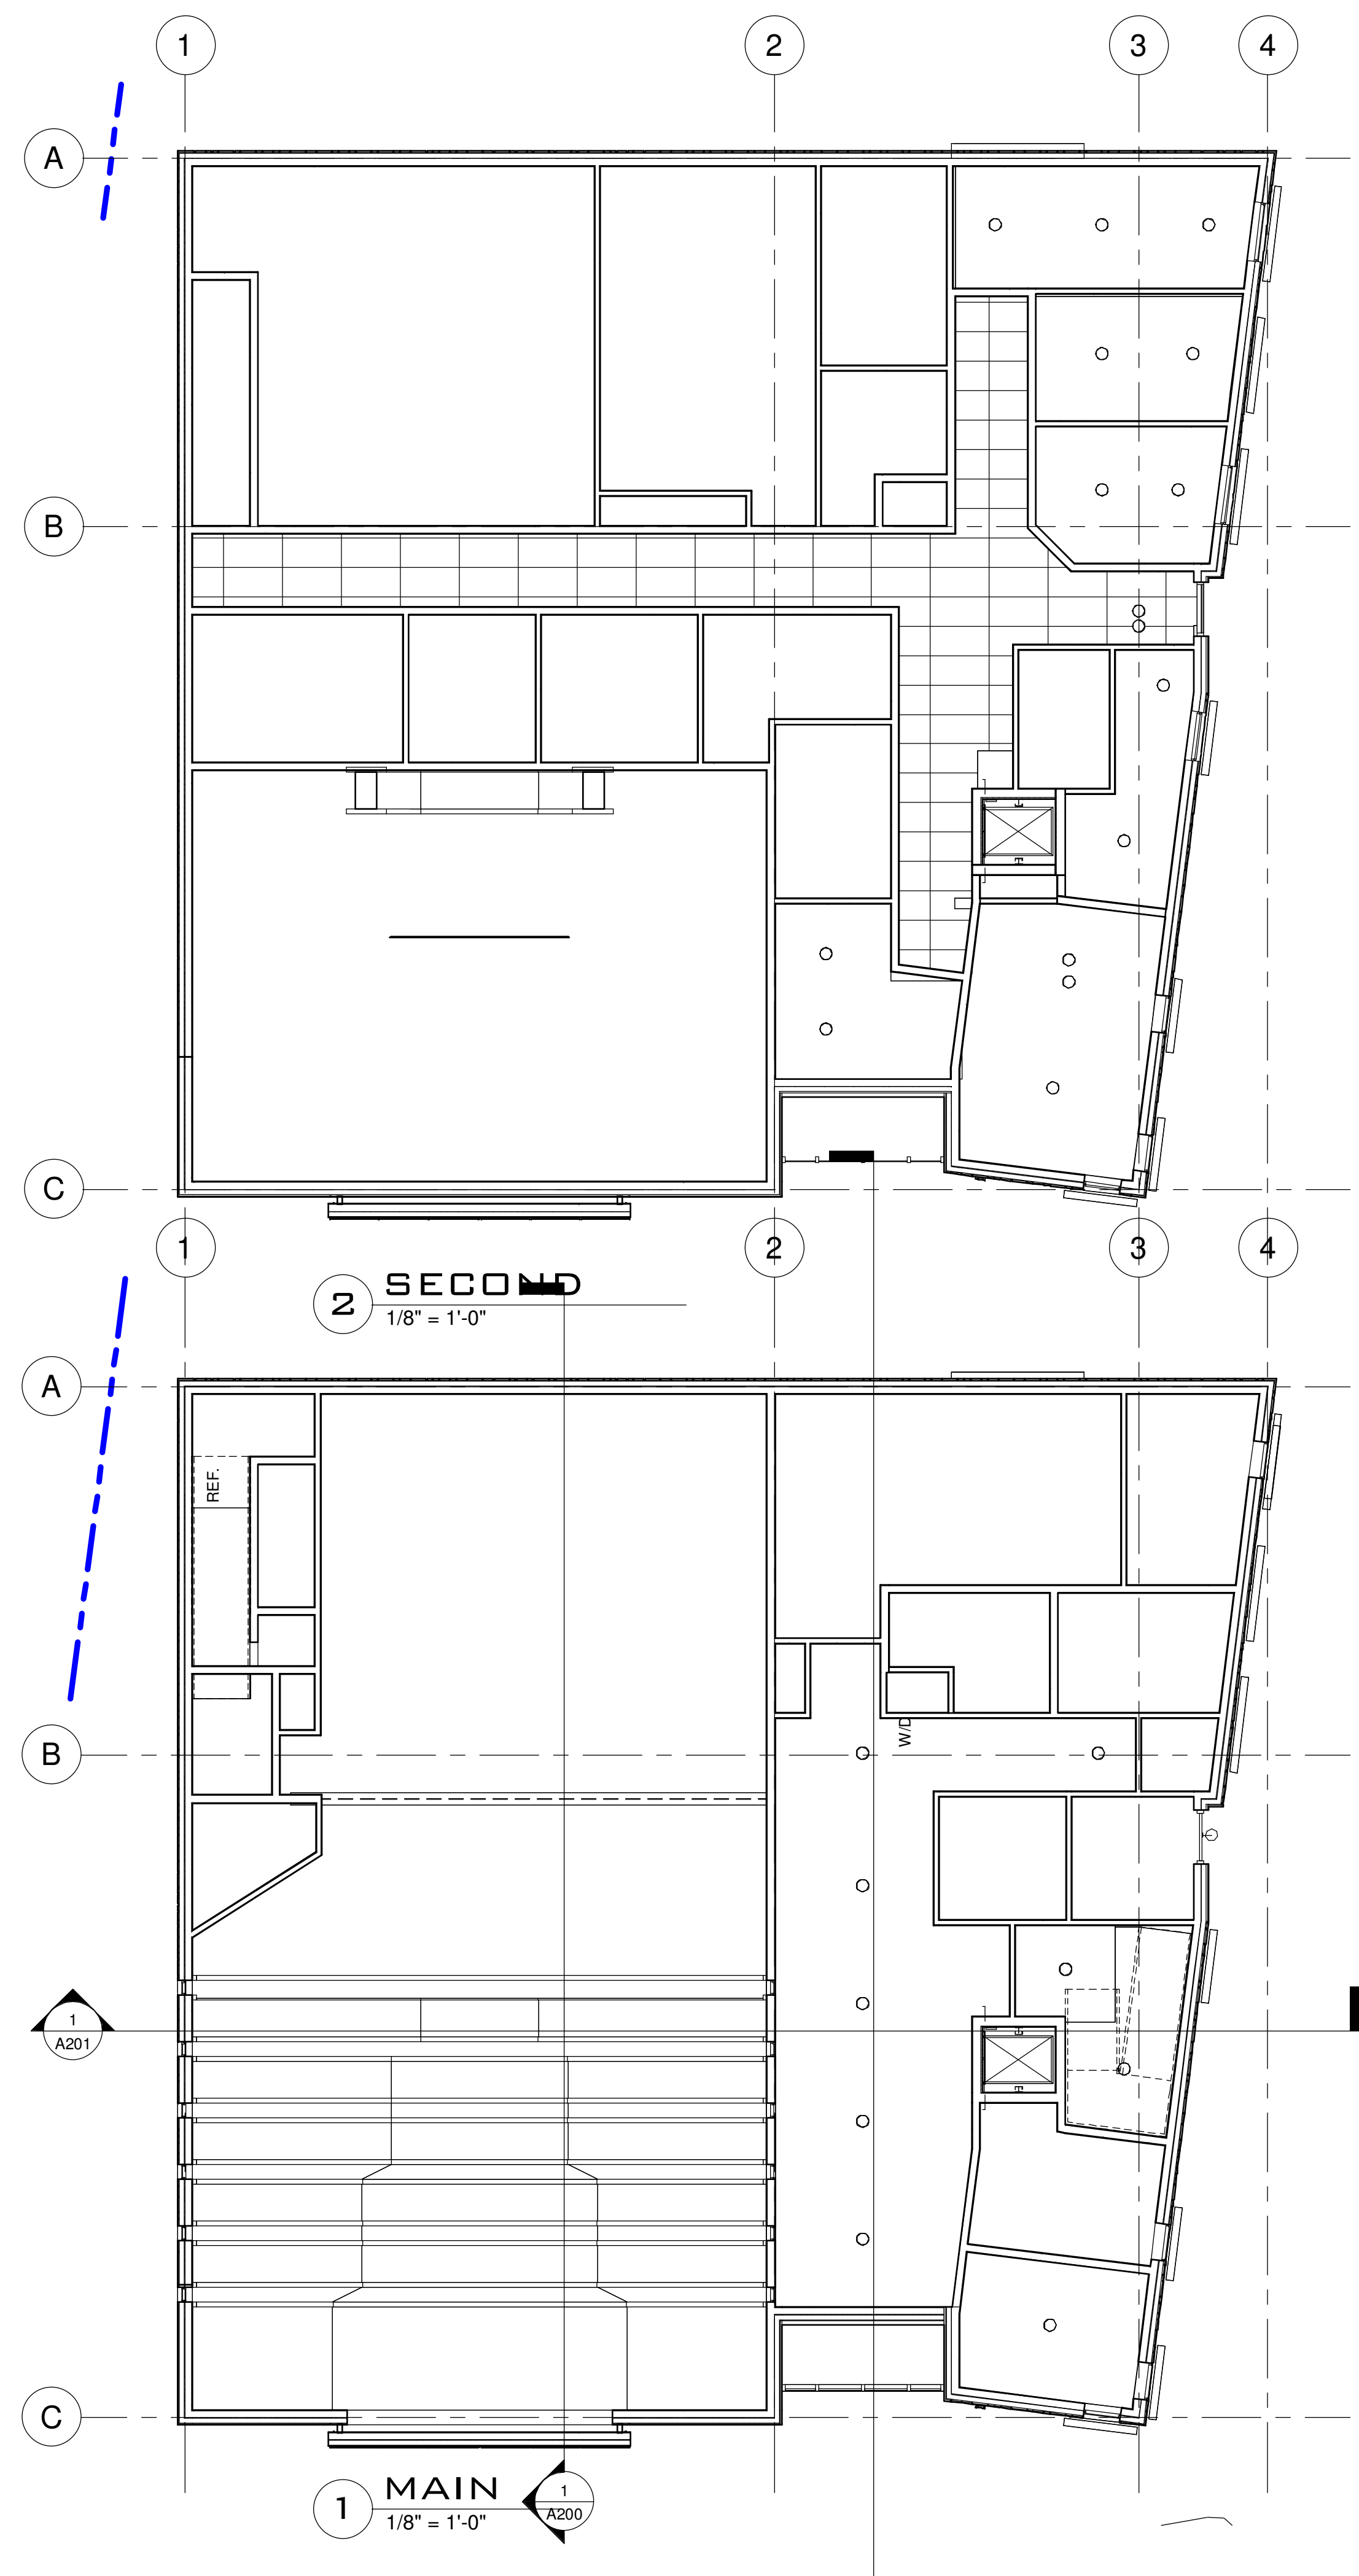 1 2 3 4
A
B
C
1 2 3 4
2 SECOND
1/8" = 1'-0"
A
REF.
B
W/D
1
A201
C
1 MAIN
1/8" = 1'-0"
1
A200